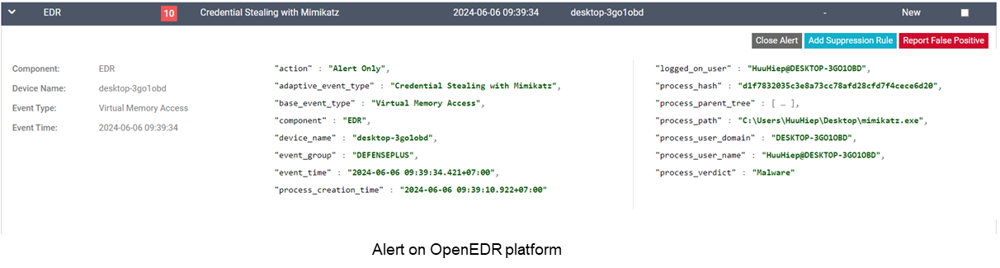 EDR 10 Credential Stealing with Mimikatz 2024-06-06 09:39:34 desktop-3go1obd - New
Close Alert Add Suppression Rule Report False Positive
Component: EDR
Device Name: desktop-3go1obd
Event Type: Virtual Memory Access
Event Time: 2024-06-06 09:39:34
"action" : "Alert Only",
"adaptive_event_type" : "Credential Stealing with Mimikatz",
"base_event_type" : "Virtual Memory Access",
"component" : "EDR",
"device_name" : "desktop-3go1obd",
"event_group" : "DEFENSEPLUS",
"event_time" : "2024-06-06 09:39:34.421+07:00",
"process_creation_time" : "2024-06-06 09:39:10.922+07:00"
"logged_on_user" : "HuuHiep@DESKTOP-3GO1OBD",
"process_hash" : "d1f7832035c3e8a73cc78afd28cfd7f4cece6d20",
"process_parent_tree" : [ … ],
"process_path" : "C:\Users\HuuHiep\Desktop\mimikatz.exe",
"process_user_domain" : "DESKTOP-3GO1OBD",
"process_user_name" : "HuuHiep@DESKTOP-3GO1OBD",
"process_verdict" : "Malware"
Alert on OpenEDR platform